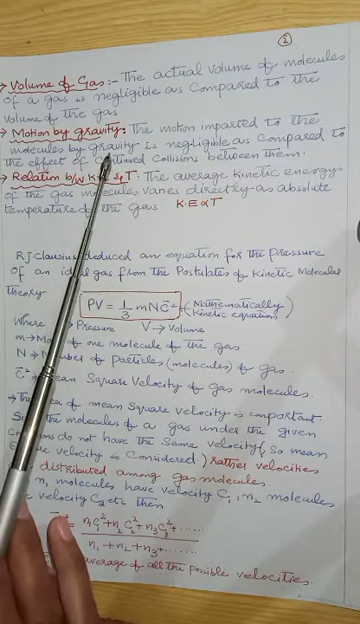 2
→ Volume of Gas:- The actual volume of molecules
of a gas is negligible as compared to the
volume of the gas
→ Motion by gravity: The motion imparted to the
molecules by gravity is negligible as compared to
the effect of Continued Collisions between them.
→ Relation b/w K.E & T. The average Kinetic energy
of the gas molecules varies directly as absolute
temperature of the gas K.E ∝ T
RJ Clausius deduced an equation for the Pressure
of an ideal gas from the Postulates of Kinetic Molecular
theory
PV = 1/3 mN c̄² (Mathematically Kinetic equation)
Where Pressure V → Volume
m → of one molecule of the gas
N → of particles (molecules) of gas.
c̄² Mean Square Velocity of gas molecules.
→ The of mean Square velocity is important
the molecules of a gas under the given
do not have the same velocity (So mean
velocity is Considered) rather velocities
distributed among gas molecules.
n₁ molecules have velocity C₁, n₂ molecules
velocity C₂ etc then
= n₁C₁² + n₂C₂² + n₃C₃² + ......
n₁ + n₂ + n₃ + ......
average of all the possible velocities.